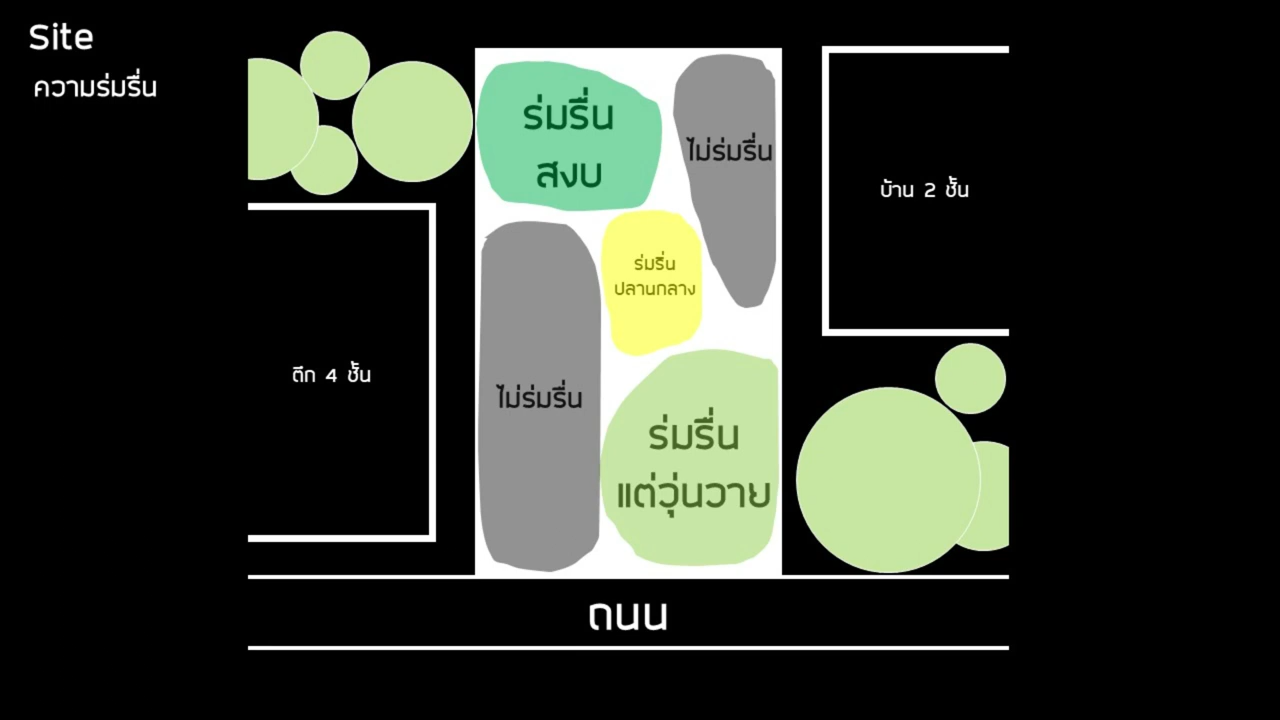 Site
ความร่มรื่น
ร่มรื่น
สงบ
ไม่ร่มรื่น
บ้าน 2 ชั้น
ร่มรื่น
ปลานกลาง
ตึก 4 ชั้น
ไม่ร่มรื่น
ร่มรื่น
แต่วุ่นวาย
ถนน